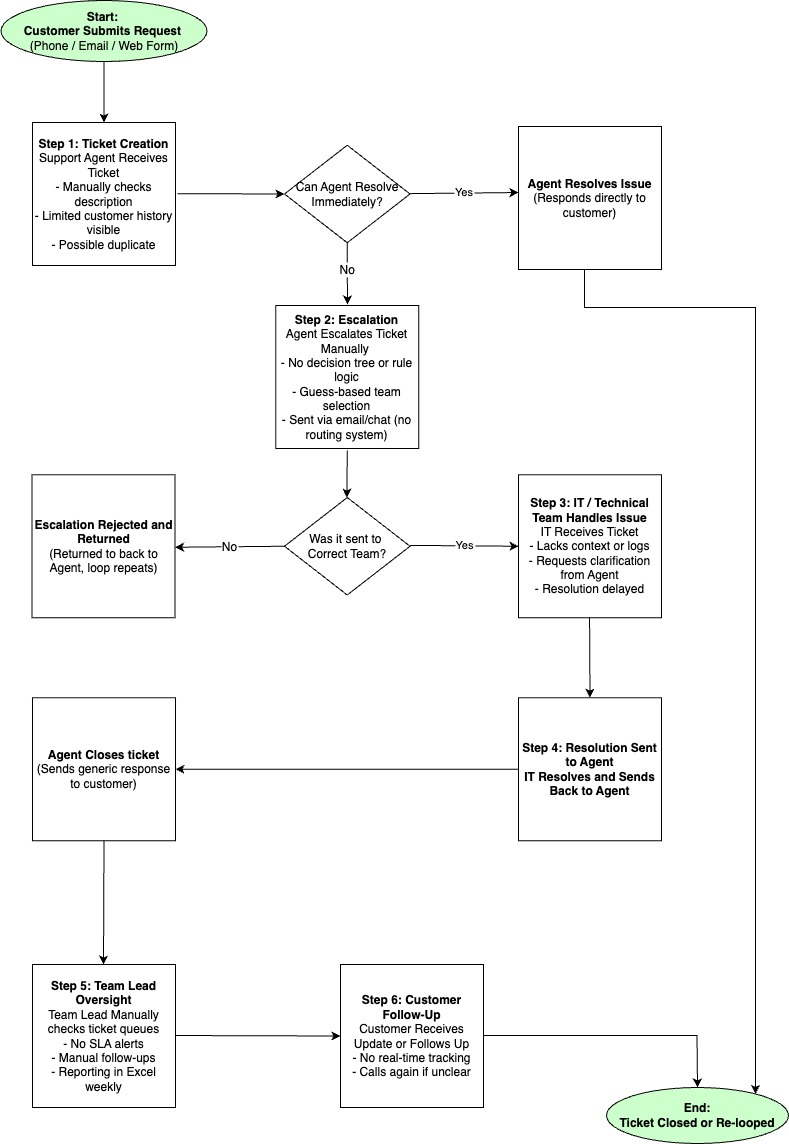 Start:
Customer Submits Request
(Phone / Email / Web Form)
Step 1: Ticket Creation
Support Agent Receives
Ticket
- Manually checks
description
- Limited customer history
visible
- Possible duplicate
Can Agent Resolve
Immediately?
Yes
Agent Resolves Issue
(Responds directly to
customer)
No
Step 2: Escalation
Agent Escalates Ticket
Manually
- No decision tree or rule
logic
- Guess-based team
selection
- Sent via email/chat (no
routing system)
Was it sent to
Correct Team?
No
Escalation Rejected and
Returned
(Returned to back to
Agent, loop repeats)
Yes
Step 3: IT / Technical
Team Handles Issue
IT Receives Ticket
- Lacks context or logs
- Requests clarification
from Agent
- Resolution delayed
Step 4: Resolution Sent
to Agent
IT Resolves and Sends
Back to Agent
Agent Closes ticket
(Sends generic response
to customer)
Step 5: Team Lead
Oversight
Team Lead Manually
checks ticket queues
- No SLA alerts
- Manual follow-ups
- Reporting in Excel
weekly
Step 6: Customer
Follow-Up
Customer Receives
Update or Follows Up
- No real-time tracking
- Calls again if unclear
End:
Ticket Closed or Re-looped